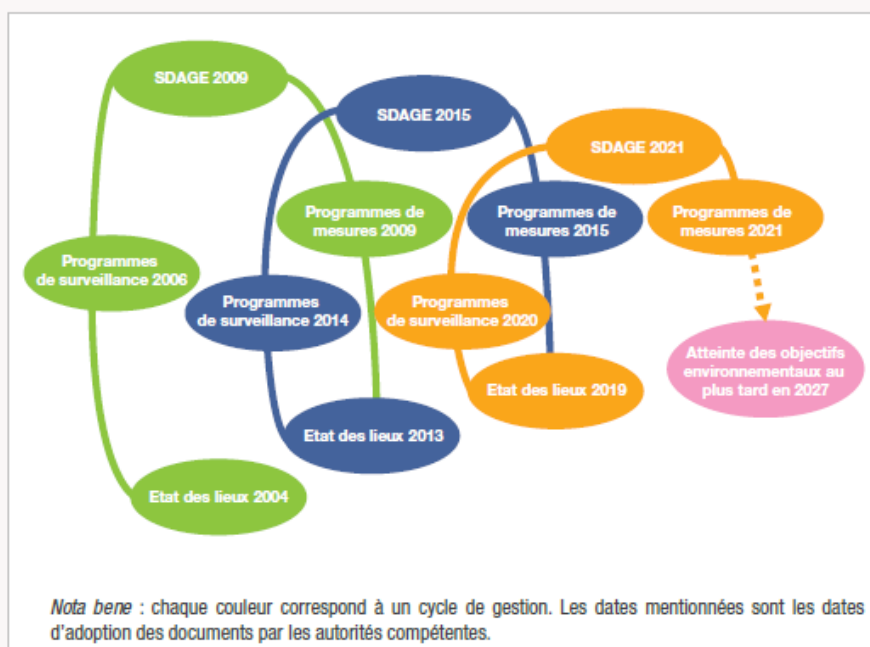 SDAGE 2009
SDAGE 2015
SDAGE 2021
Programmes de
mesures 2009
Programmes de
mesures 2015
Programmes de
mesures 2021
Programmes
de surveillance 2006
Programmes
de surveillance 2014
Programmes
de surveillance 2020
Atteinte des objectifs
environnementaux au
plus tard en 2027
Etat des lieux 2019
Etat des lieux 2013
Etat des lieux 2004
Nota bene : chaque couleur correspond à un cycle de gestion. Les dates mentionnées sont les dates
d'adoption des documents par les autorités compétentes.